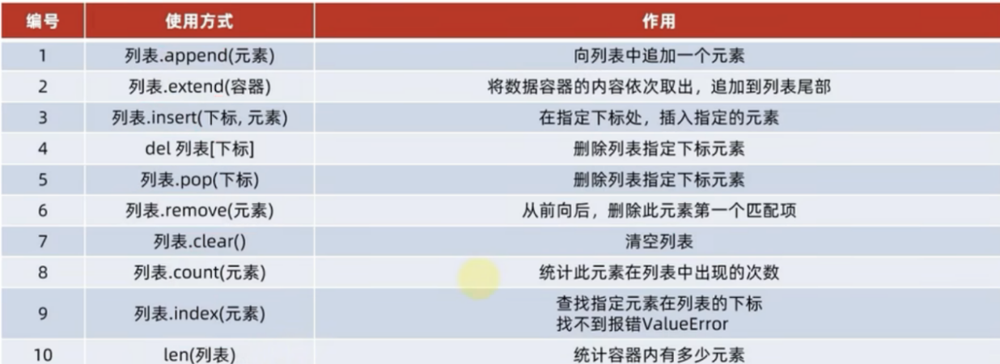 编号 使用方式 作用
1 列表.append(元素) 向列表中追加一个元素
2 列表.extend(容器) 将数据容器的内容依次取出，追加到列表尾部
3 列表.insert(下标, 元素) 在指定下标处，插入指定的元素
4 del 列表[下标] 删除列表指定下标元素
5 列表.pop(下标) 删除列表指定下标元素
6 列表.remove(元素) 从前向后，删除此元素第一个匹配项
7 列表.clear() 清空列表
8 列表.count(元素) 统计此元素在列表中出现的次数
9 列表.index(元素) 查找指定元素在列表的下标
找不到报错ValueError
10 len(列表) 统计容器内有多少元素